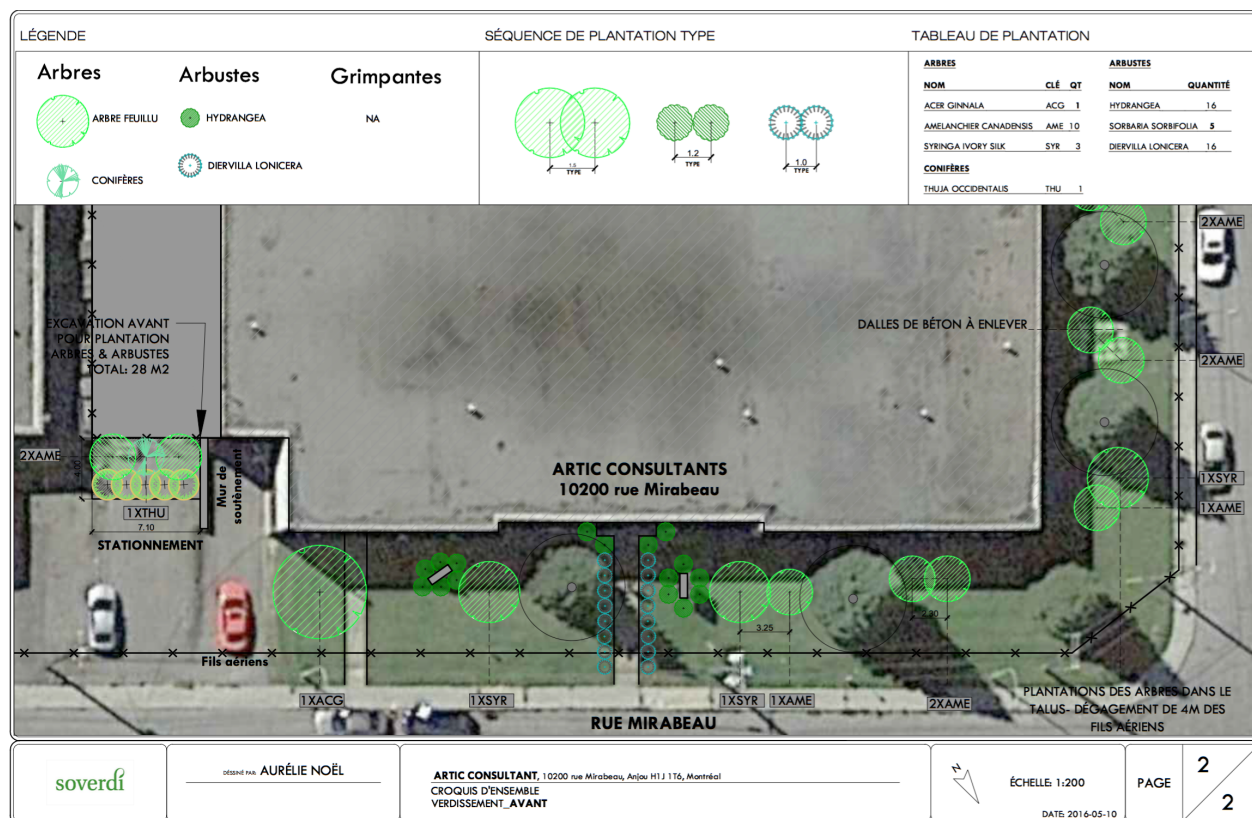 LÉGENDE
SÉQUENCE DE PLANTATION TYPE
TABLEAU DE PLANTATION
Arbres
Arbustes
Grimpantes
ARBRE FEUILLU
HYDRANGEA
NA
CONIFÈRES
DIERVILLA LONICERA
1.5
TYPE
1.2
TYPE
1.0
TYPE
ARBRES
NOM CLÉ QT
ACER GINNALA ACG 1
AMELANCHIER CANADENSIS AME 10
SYRINGA IVORY SILK SYR 3
CONIFÈRES
THUJA OCCIDENTALIS THU 1
ARBUSTES
NOM QUANTITÉ
HYDRANGEA 16
SORBARIA SORBIFOLIA 5
DIERVILLA LONICERA 16
2XAME
EXCAVATION AVANT
POUR PLANTATION
ARBRES & ARBUSTES
TOTAL: 28 M2
DALLES DE BÉTON À ENLEVER
2XAME
2XAME
4.00
1XTHU
7.10
STATIONNEMENT
Mur de
soutènement
ARTIC CONSULTANTS
10200 rue Mirabeau
1XSYR
1XAME
3.25
Fils aériens
1XACG
1XSYR
1XSYR
1XAME
2XAME
RUE MIRABEAU
PLANTATIONS DES ARBRES DANS LE
TALUS- DÉGAGEMENT DE 4M DES
FILS AÉRIENS
soverdi
DÉSSINÉ PAR: AURÉLIE NOËL
ARTIC CONSULTANT, 10200 rue Mirabeau, Anjou H1J 1T6, Montréal
CROQUIS D'ENSEMBLE
VERDISSEMENT_AVANT
N
ÉCHELLE: 1:200
DATE: 2016-05-10
PAGE
2
2